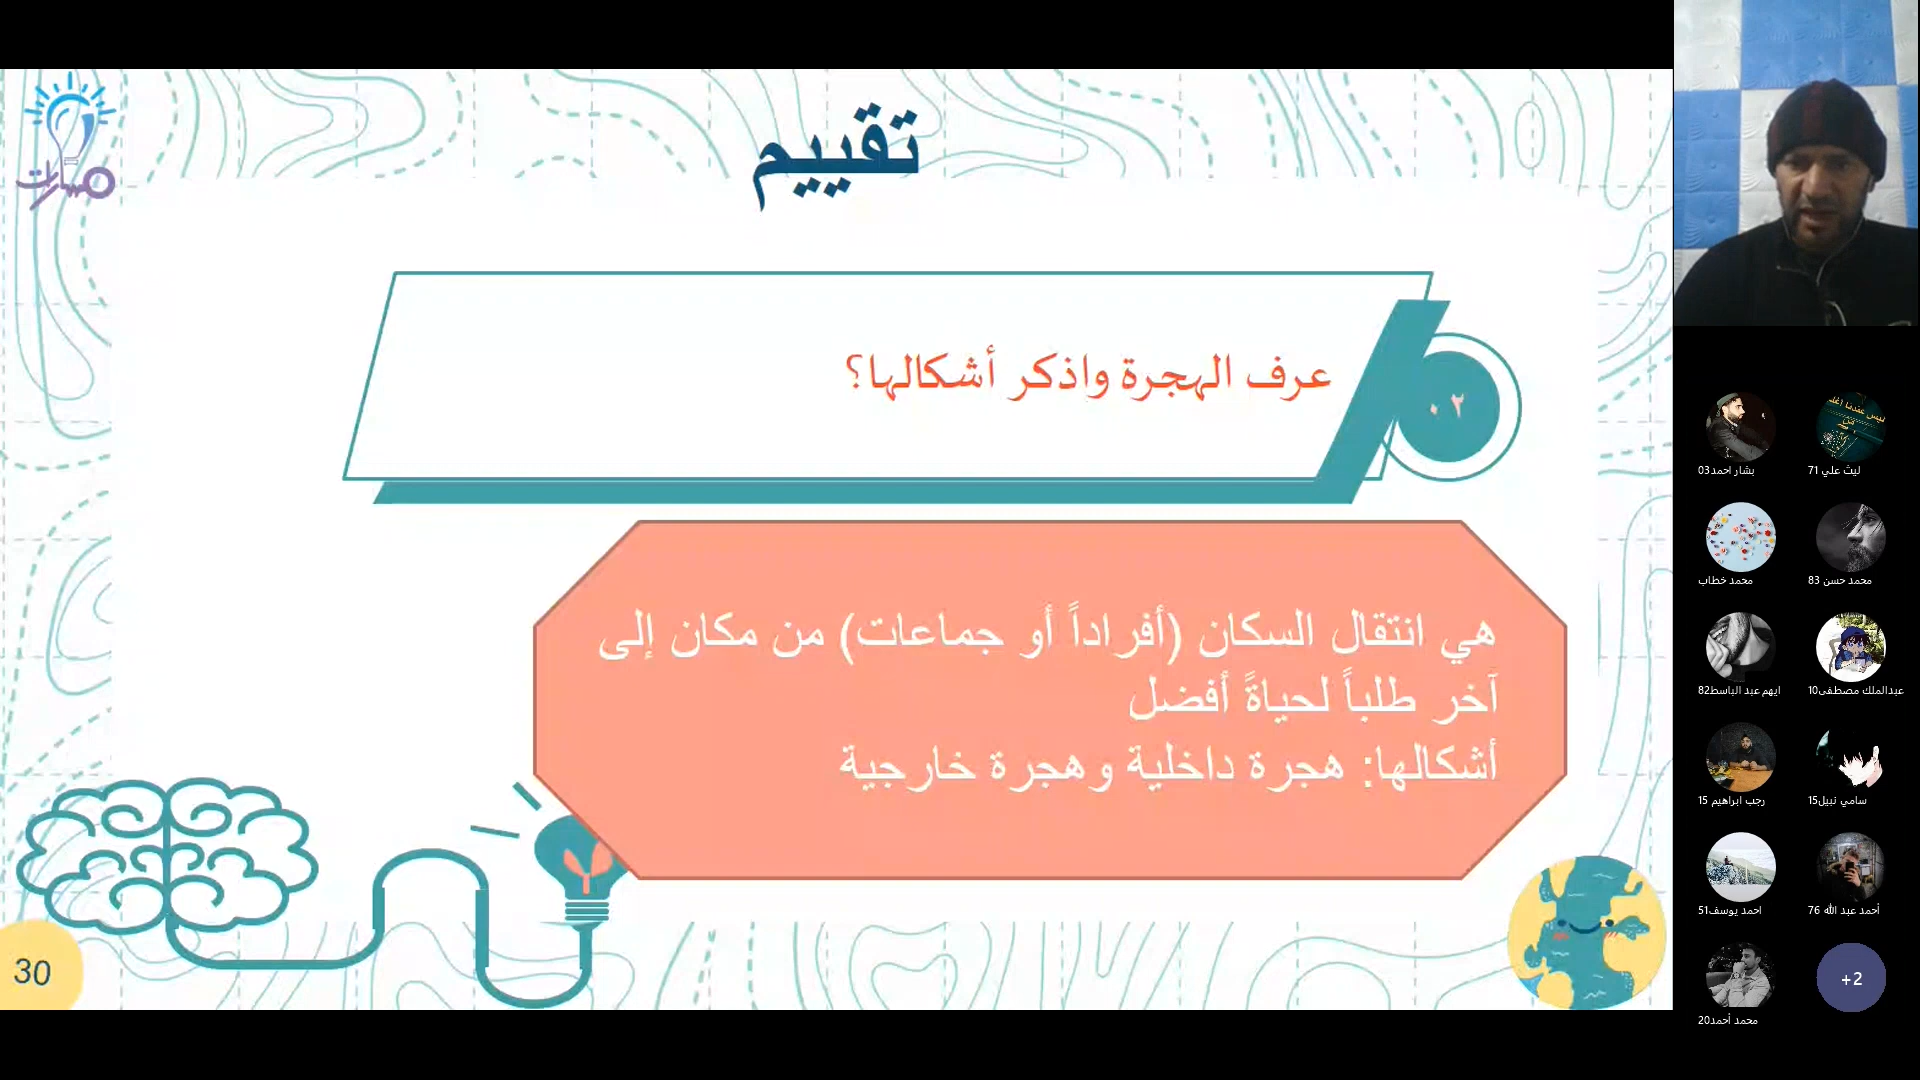 مهارات
تقييم
عرف الهجرة واذكر أشكالها؟
٠٢
هي انتقال السكان (أفراداً أو جماعات) من مكان إلى
آخر طلباً لحياةً أفضل
أشكالها: هجرة داخلية وهجرة خارجية
30
بشار احمد03
ليث علي 71
محمد خطاب
محمد حسن 83
ايهم عبد الباسط82
عبدالملك مصطفى10
رجب ابراهيم 15
سامي نبيل15
احمد يوسف51
أحمد عبد الله 76
محمد أحمد20
+2